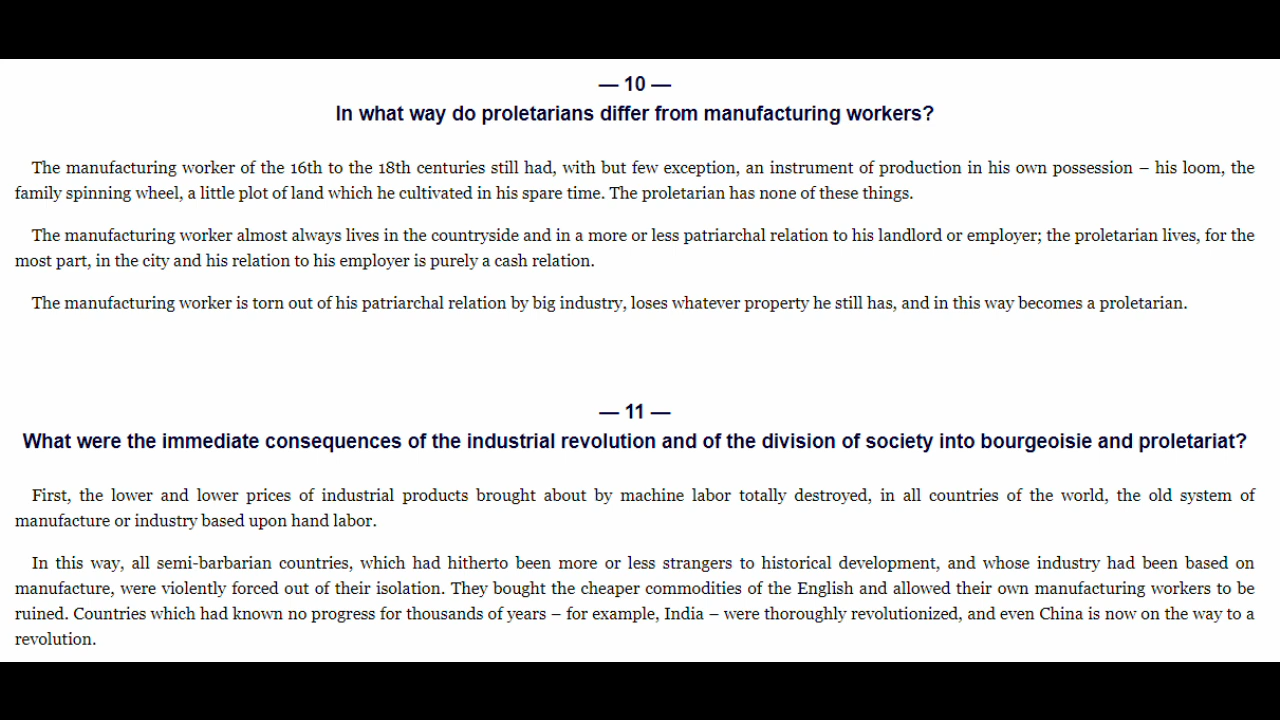 — 10 —
In what way do proletarians differ from manufacturing workers?
The manufacturing worker of the 16th to the 18th centuries still had, with but few exception, an instrument of production in his own possession – his loom, the
family spinning wheel, a little plot of land which he cultivated in his spare time. The proletarian has none of these things.
The manufacturing worker almost always lives in the countryside and in a more or less patriarchal relation to his landlord or employer; the proletarian lives, for the
most part, in the city and his relation to his employer is purely a cash relation.
The manufacturing worker is torn out of his patriarchal relation by big industry, loses whatever property he still has, and in this way becomes a proletarian.
— 11 —
What were the immediate consequences of the industrial revolution and of the division of society into bourgeoisie and proletariat?
First, the lower and lower prices of industrial products brought about by machine labor totally destroyed, in all countries of the world, the old system of
manufacture or industry based upon hand labor.
In this way, all semi-barbarian countries, which had hitherto been more or less strangers to historical development, and whose industry had been based on
manufacture, were violently forced out of their isolation. They bought the cheaper commodities of the English and allowed their own manufacturing workers to be
ruined. Countries which had known no progress for thousands of years – for example, India – were thoroughly revolutionized, and even China is now on the way to a
revolution.